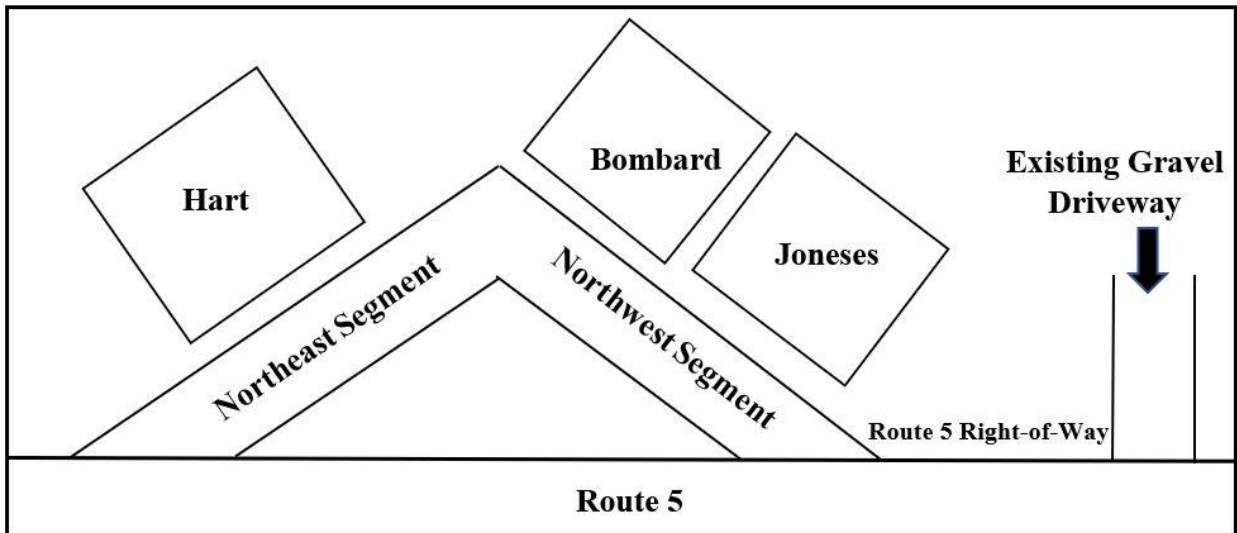 Bombard
Hart
Existing Gravel
Driveway
Joneses
Northeast Segment
Northwest Segment
Route 5 Right-of-Way
Route 5